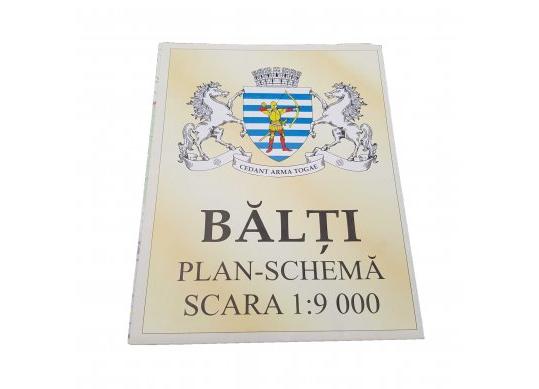 CEDANT ARMA TOGAE
BĂLȚI
PLAN-SCHEMĂ
SCARA 1:9 000